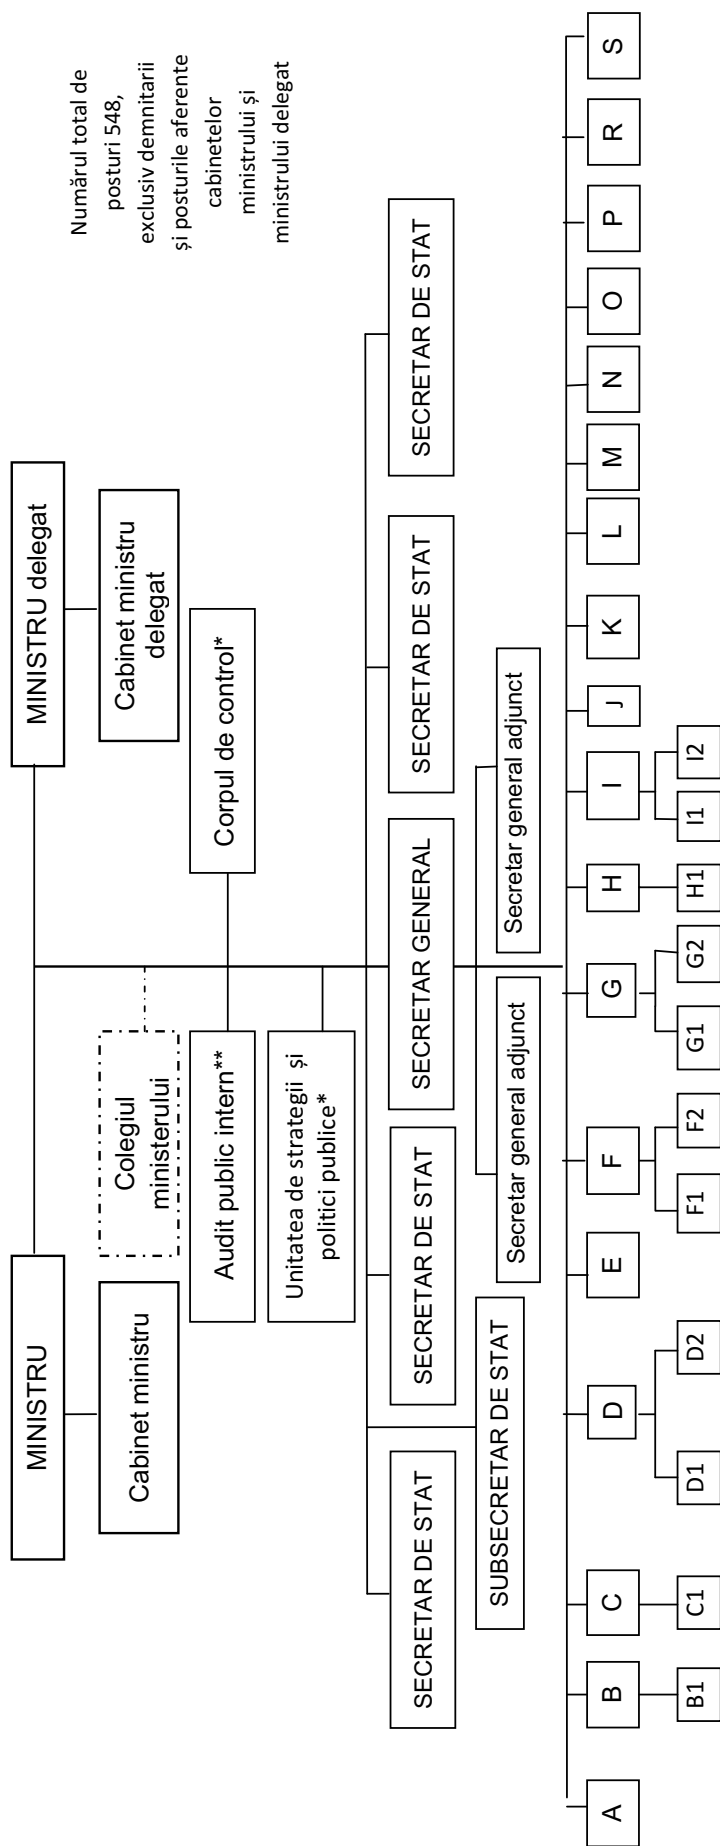 Numărul total de
posturi 548,
exclusiv demnitarii
și posturile aferente
cabinetelor
ministrului și
ministrului delegat
MINISTRU
MINISTRU delegat
Cabinet ministru
Colegiul
ministerului
Cabinet ministru
delegat
Audit public intern**
Corpul de control*
Unitatea de strategii și
politici publice*
SECRETAR DE STAT
SECRETAR DE STAT
SECRETAR GENERAL
SECRETAR DE STAT
SECRETAR DE STAT
SUBSECRETAR DE STAT
Secretar general adjunct
Secretar general adjunct
A
B
C
D
E
F
G
H
I
J
K
L
M
N
O
P
R
S
B1
C1
D1
D2
F1
F2
G1
G2
H1
I1
I2